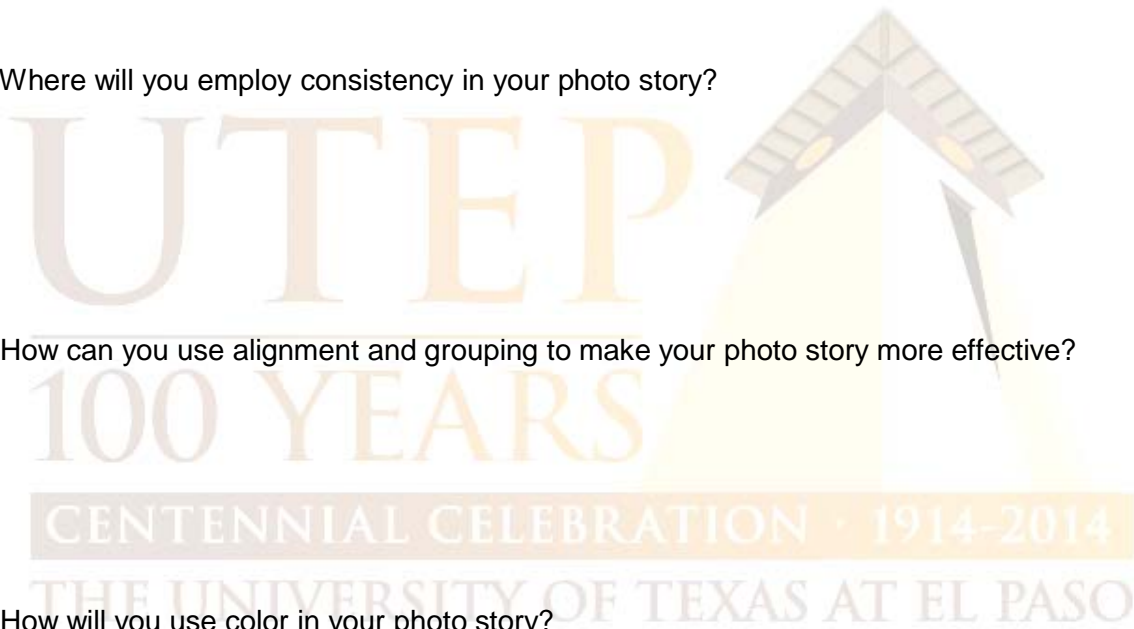 Where will you employ consistency in your photo story?
UTEP
How can you use alignment and grouping to make your photo story more effective?
100 YEARS
CENTENNIAL CELEBRATION · 1914-2014
THE UNIVERSITY OF TEXAS AT EL PASO
How will you use color in your photo story?